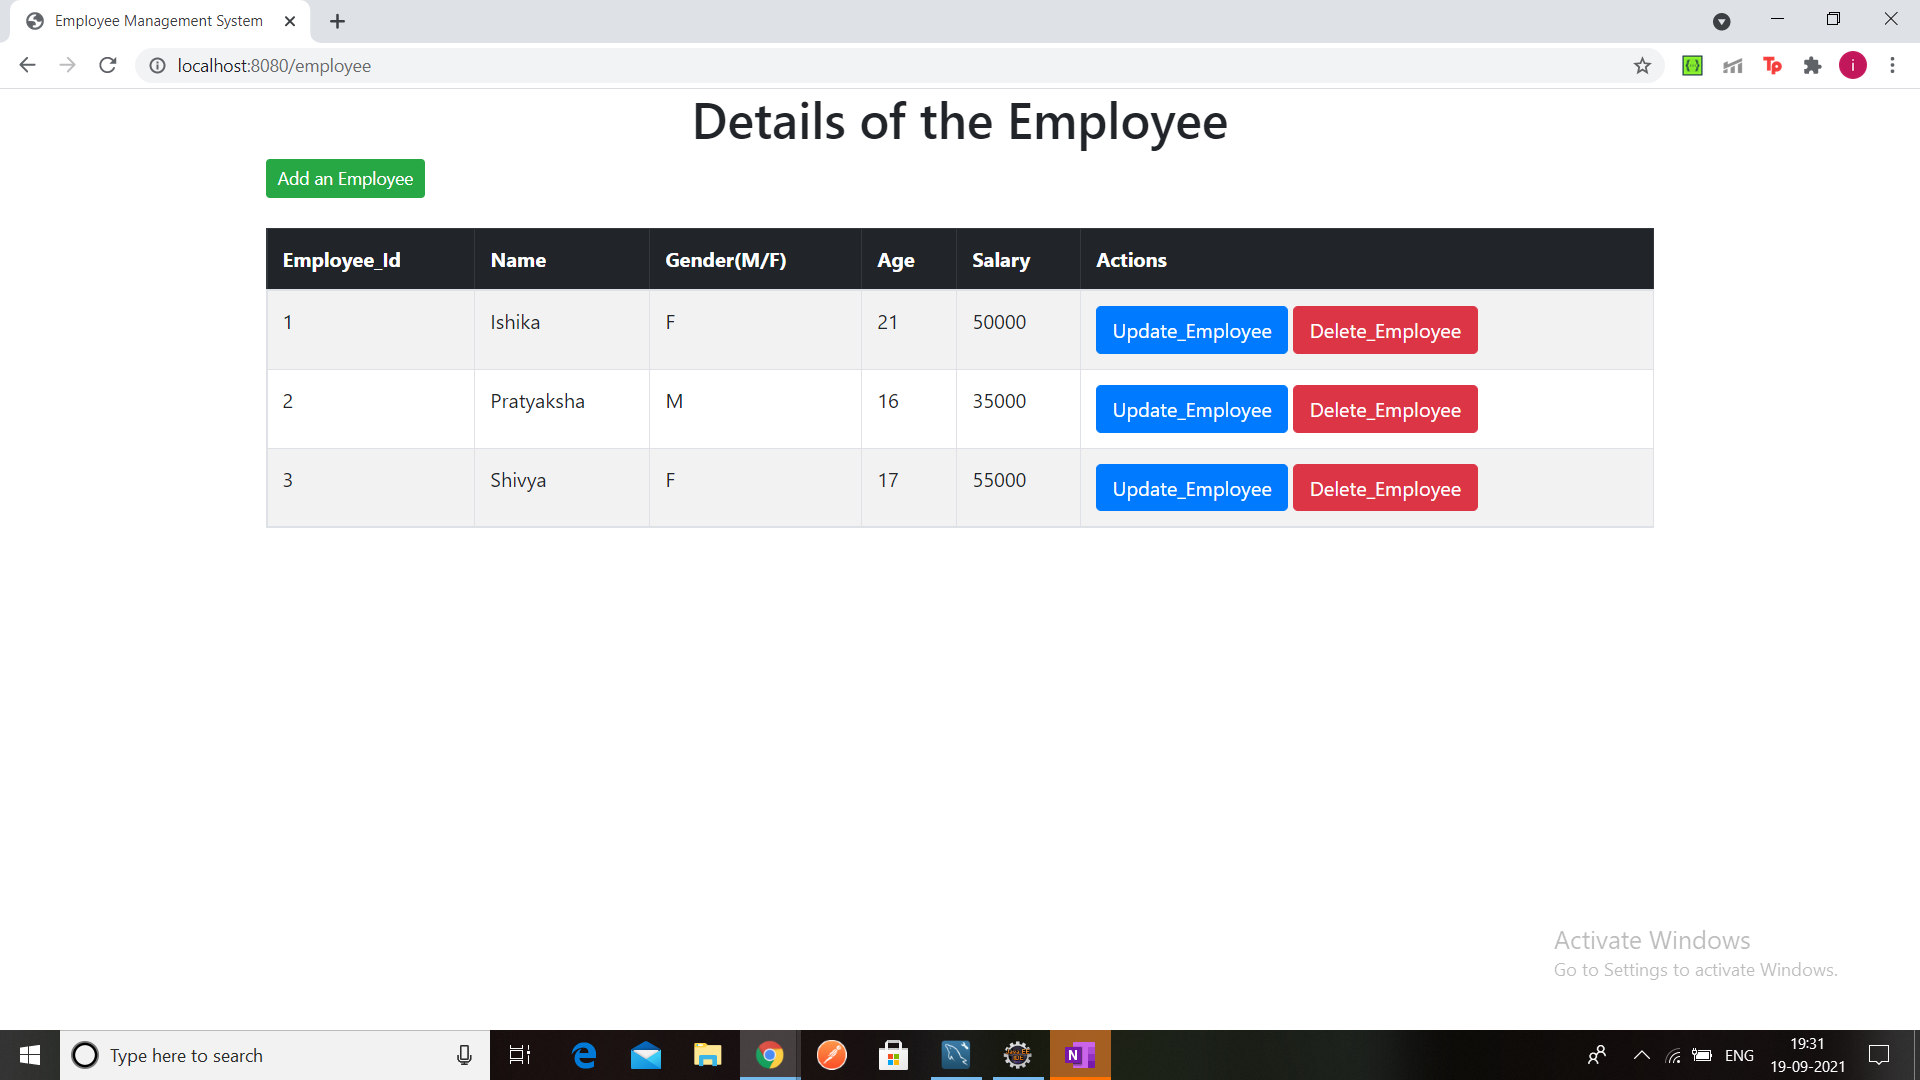 Employee Management System
localhost:8080/employee
i
Details of the Employee
Add an Employee
Employee_Id Name Gender(M/F) Age Salary Actions
1 Ishika F 21 50000 Update_Employee Delete_Employee
2 Pratyaksha M 16 35000 Update_Employee Delete_Employee
3 Shivya F 17 55000 Update_Employee Delete_Employee
Activate Windows
Go to Settings to activate Windows.
Type here to search
ENG
19:31
19-09-2021